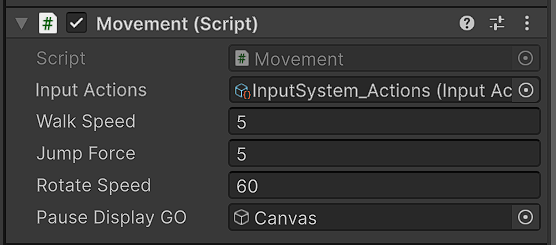 Movement (Script)
Script Movement
Input Actions InputSystem_Actions (Input Ac
Walk Speed 5
Jump Force 5
Rotate Speed 60
Pause Display GO Canvas